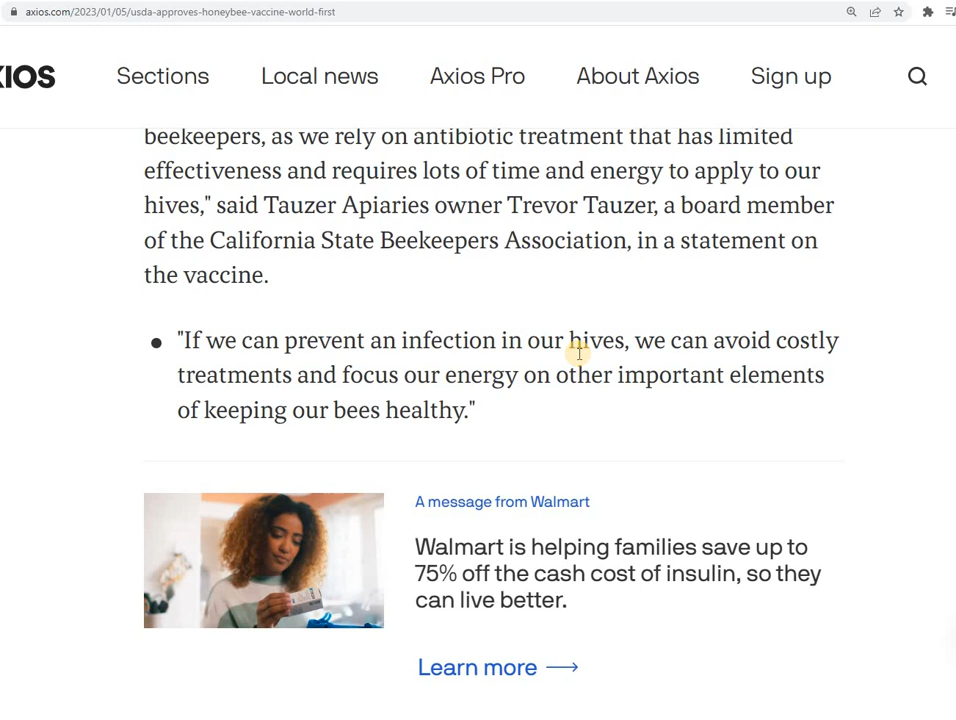 axios.com/2023/01/05/usda-approves-honeybee-vaccine-world-first
XIOS
Sections
Local news
Axios Pro
About Axios
Sign up
beekeepers, as we rely on antibiotic treatment that has limited
effectiveness and requires lots of time and energy to apply to our
hives," said Tauzer Apiaries owner Trevor Tauzer, a board member
of the California State Beekeepers Association, in a statement on
the vaccine.
• "If we can prevent an infection in our hives, we can avoid costly
treatments and focus our energy on other important elements
of keeping our bees healthy."
A message from Walmart
Walmart is helping families save up to
75% off the cash cost of insulin, so they
can live better.
Learn more →